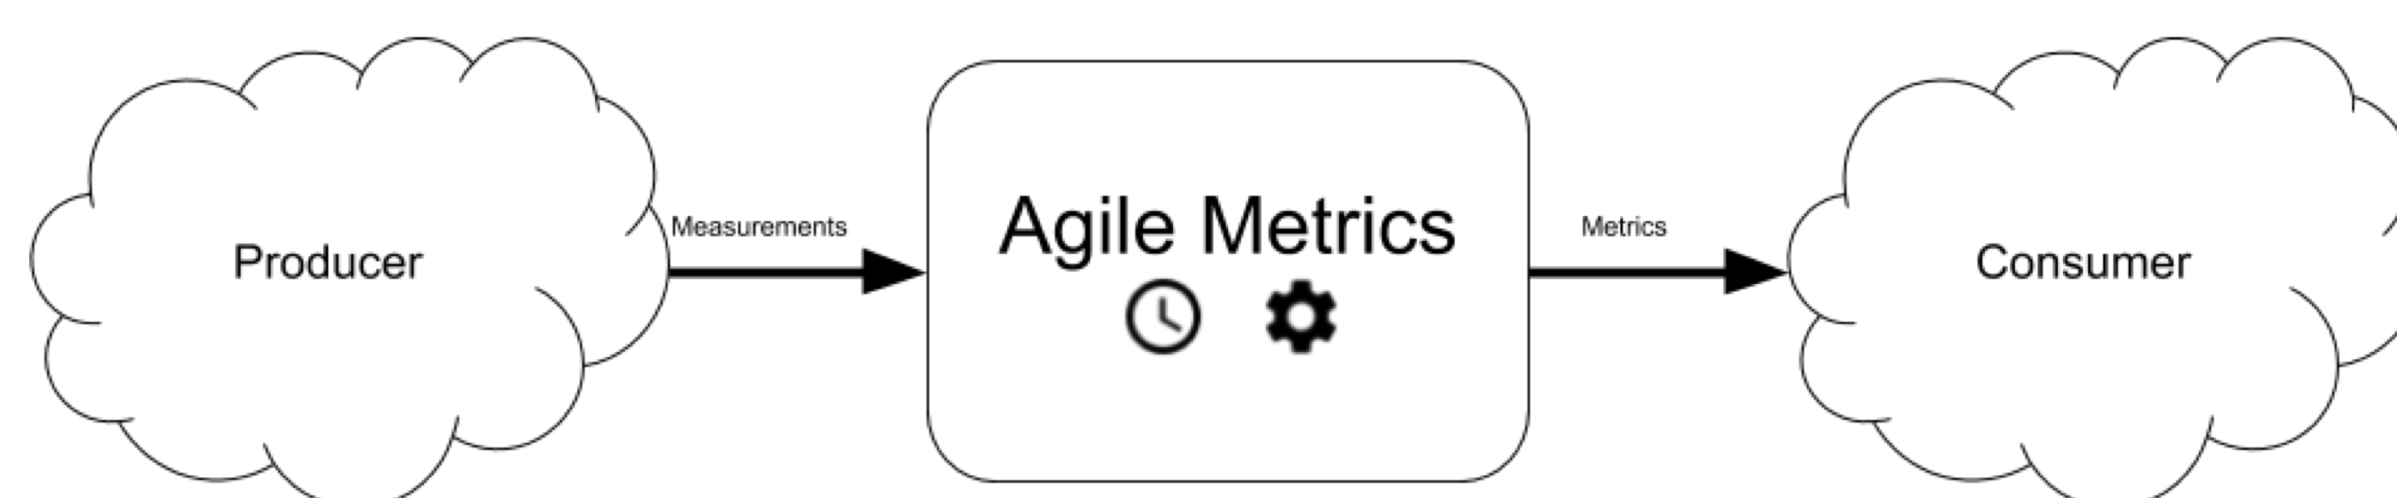 Producer
Measurements
Agile Metrics
Metrics
Consumer